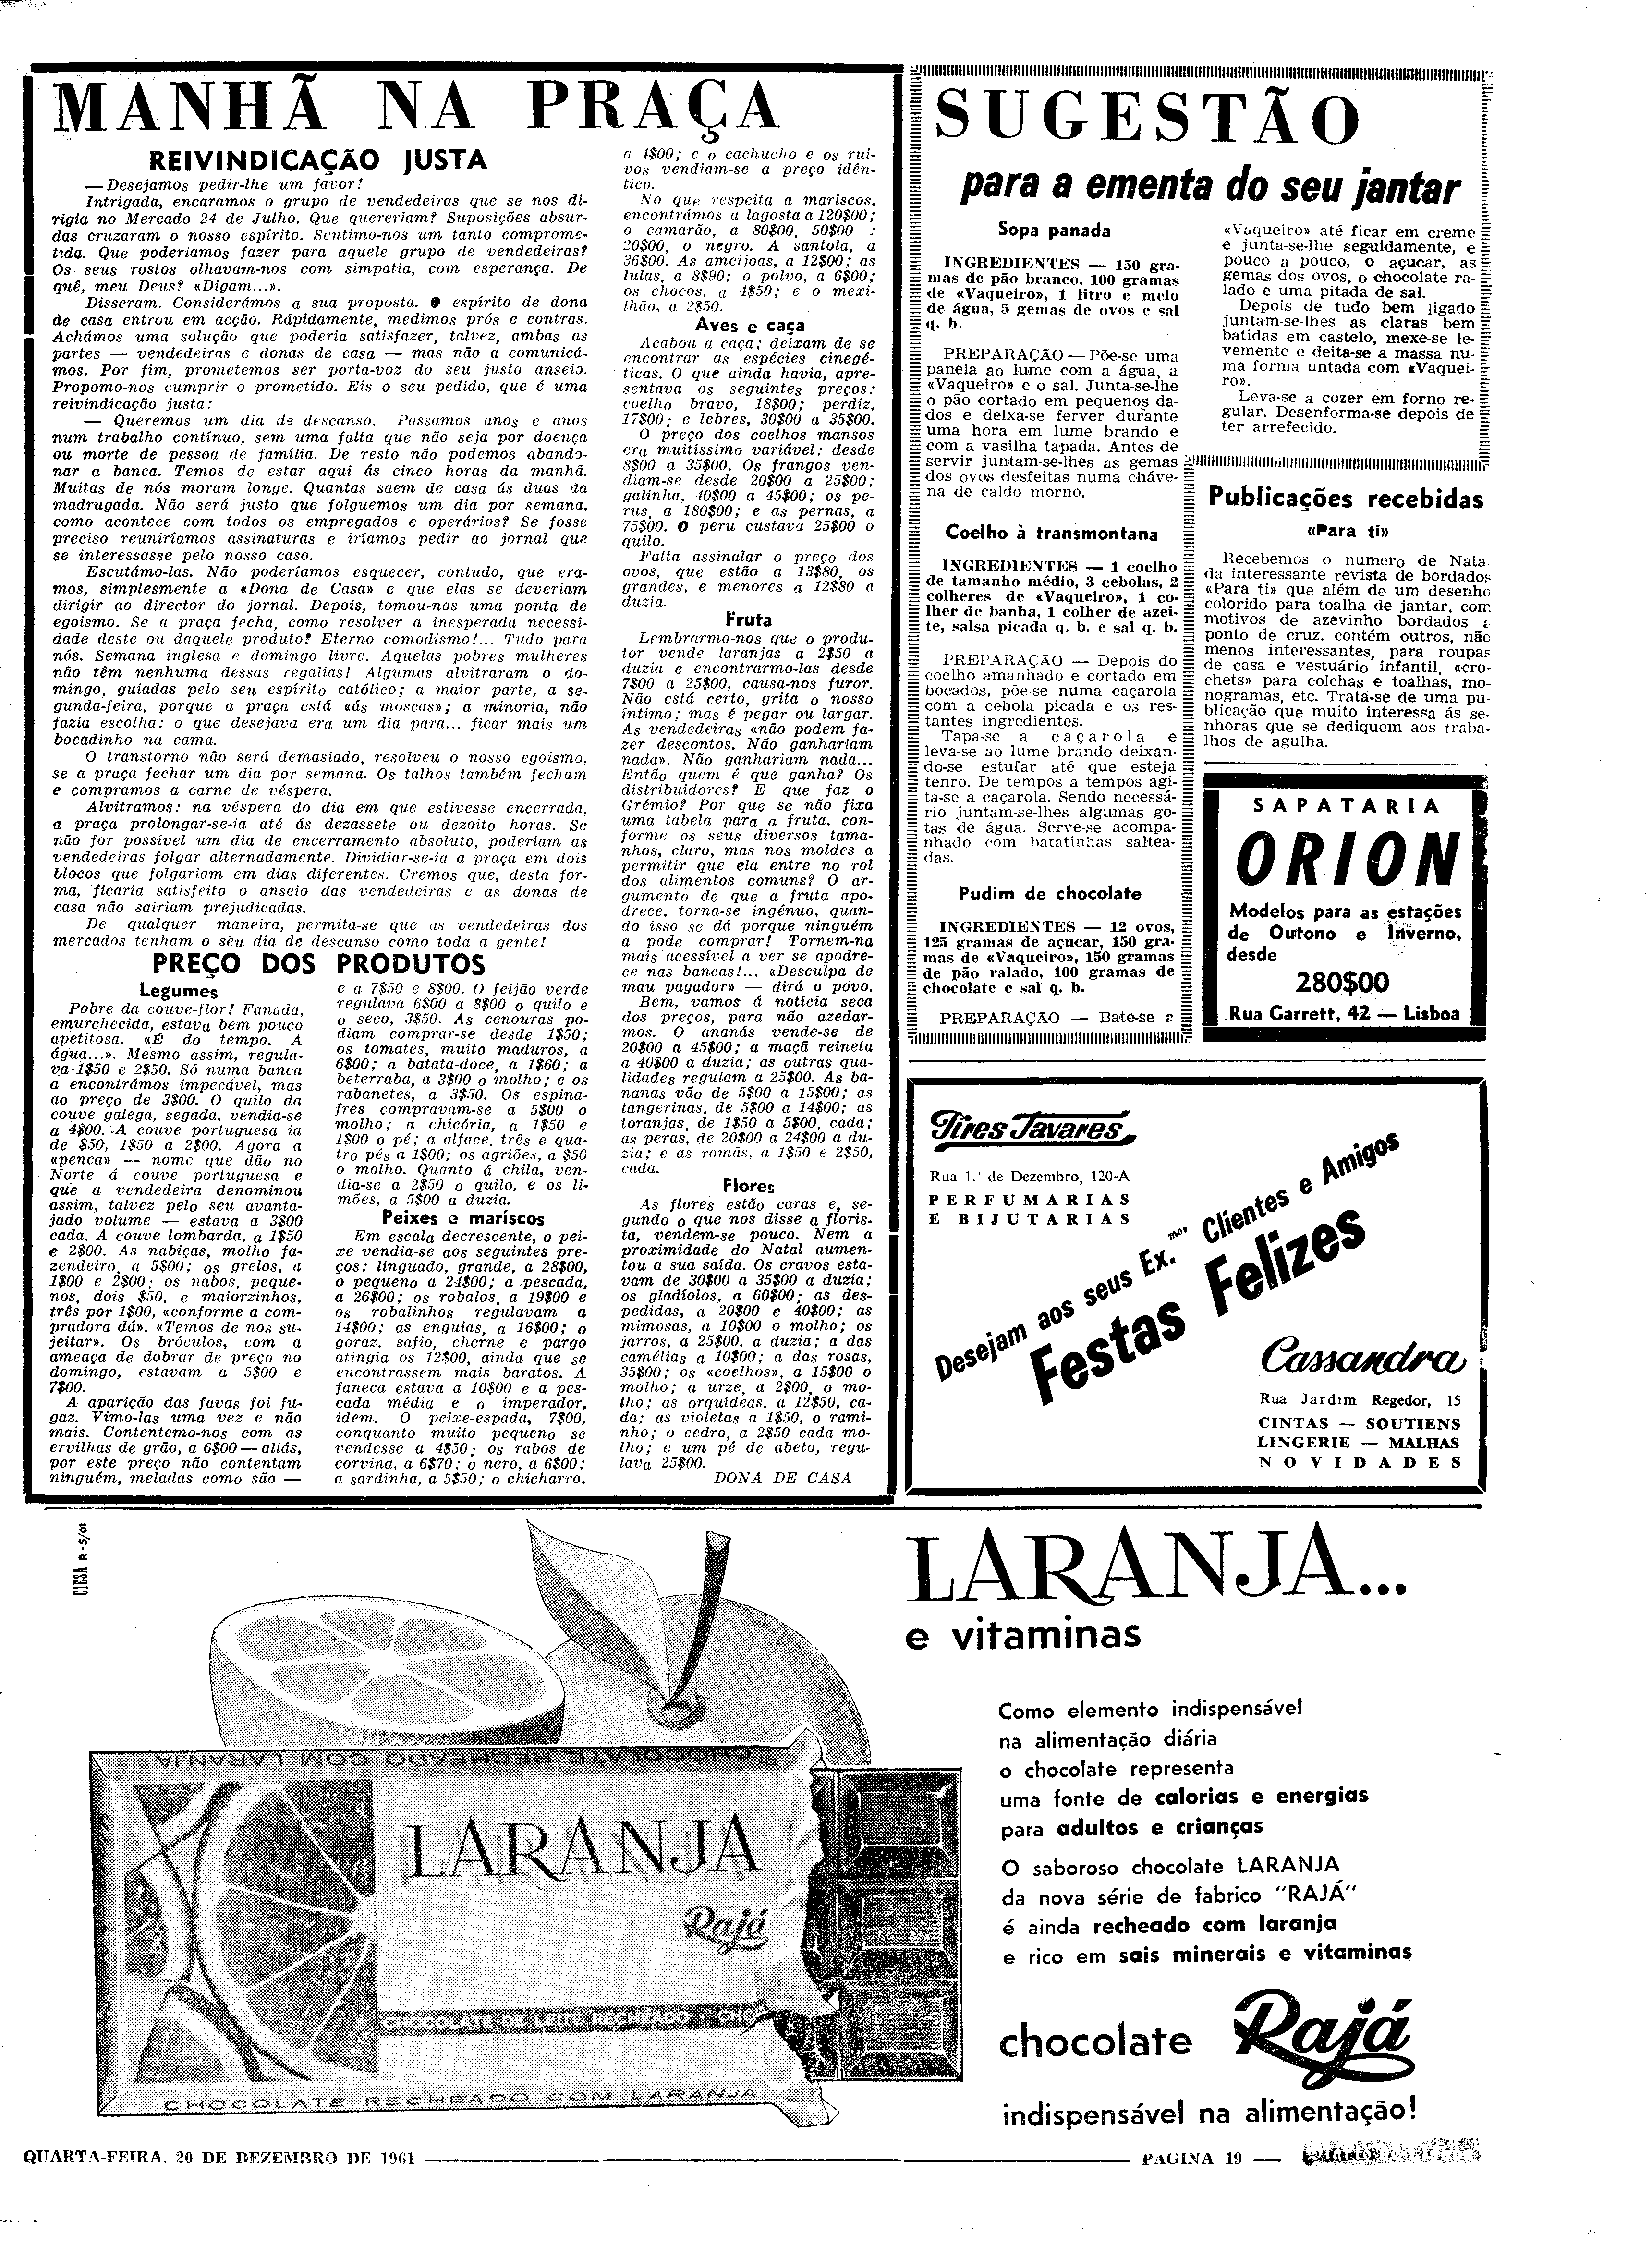 MANHÃ NA PRAÇA
REIVINDICAÇÃO JUSTA
— Desejamos pedir-lhe um favor!
Intrigada, encaramos o grupo de vendedeiras que se nos di-
rigia no Mercado 24 de Julho. Que quereriam? Suposições absur-
das cruzaram o nosso espírito. Sentimo-nos um tanto comprome-
tida. Que poderíamos fazer para aquele grupo de vendedeiras?
Os seus rostos olhavam-nos com simpatia, com esperança. De
quê, meu Deus? «Digam...».
Disseram. Considerámos a sua proposta. O espírito de dona
de casa entrou em acção. Rápidamente, medimos prós e contras.
Achámos uma solução que poderia satisfazer, talvez, ambas as
partes — vendedeiras e donas de casa — mas não a comunicá-
mos. Por fim, prometemos ser porta-voz do seu justo anseio.
Propomo-nos cumprir o prometido. Eis o seu pedido, que é uma
reivindicação justa:
— Queremos um dia de descanso. Passamos anos e anos
num trabalho contínuo, sem uma falta que não seja por doença
ou morte de pessoa de família. De resto não podemos abando-
nar a banca. Temos de estar aqui ás cinco horas da manhã.
Muitas de nós moram longe. Quantas saem de casa ás duas da
madrugada. Não será justo que folguemos um dia por semana,
como acontece com todos os empregados e operários? Se fosse
preciso reuniríamos assinaturas e iríamos pedir ao jornal que
se interessasse pelo nosso caso.
Escutámo-las. Não poderíamos esquecer, contudo, que éra-
mos, simplesmente a «Dona de Casa» e que elas se deveriam
dirigir ao director do jornal. Depois, tomou-nos uma ponta de
egoismo. Se a praça fecha, como resolver a inesperada necessi-
dade deste ou daquele produto? Eterno comodismo!... Tudo para
nós. Semana inglesa e domingo livre. Aquelas pobres mulheres
não têm nenhuma dessas regalias! Algumas alvitraram o do-
mingo, guiadas pelo seu espírito católico; a maior parte, a se-
gunda-feira, porque a praça está «ás moscas»; a minoria, não
fazia escolha: o que desejava era um dia para... ficar mais um
bocadinho na cama.
O transtorno não será demasiado, resolveu o nosso egoismo,
se a praça fechar um dia por semana. Os talhos também fecham
e compramos a carne de véspera.
Alvitramos: na véspera do dia em que estivesse encerrada,
a praça prolongar-se-ia até ás dezassete ou dezoito horas. Se
não for possível um dia de encerramento absoluto, poderiam as
vendedeiras folgar alternadamente. Dividiar-se-ia a praça em dois
blocos que folgariam em dias diferentes. Cremos que, desta for-
ma, ficaria satisfeito o anseio das vendedeiras e as donas de
casa não sairiam prejudicadas.
De qualquer maneira, permita-se que as vendedeiras dos
mercados tenham o seu dia de descanso como toda a gente!
PREÇO DOS PRODUTOS
Legumes
Pobre da couve-flor! Fanada,
emurchecida, estava bem pouco
apetitosa. «É do tempo. A
água...». Mesmo assim, regula-
va 1$50 e 2$50. Só numa banca
a encontrámos impecável, mas
ao preço de 3$00. O quilo da
couve galega, segada, vendia-se
a 4$00. A couve portuguesa ia
de $50, 1$50 a 2$00. Agora a
«penca» — nome que dão no
Norte á couve portuguesa e
que a vendedeira denominou
assim, talvez pelo seu avanta-
jado volume — estava a 3$00
cada. A couve lombarda, a 1$50
e 2$00. As nabiças, molho fa-
zendeiro, a 5$00; os grelos, a
1$00 e 2$00; os nabos, peque-
nos, dois $50, e maiorzinhos,
três por 1$00, «conforme a com-
pradora dá». «Temos de nos su-
jeitar». Os bróculos, com a
ameaça de dobrar de preço no
domingo, estavam a 5$00 e
7$00.
A aparição das favas foi fu-
gaz. Vimo-las uma vez e não
mais. Contentemo-nos com as
ervilhas de grão, a 6$00 — aliás,
por este preço não contentam
ninguém, meladas como são —
e a 7$50 e 8$00. O feijão verde
regulava 6$00 a 8$00 o quilo e
o seco, 3$50. As cenouras po-
diam comprar-se desde 1$50;
os tomates, muito maduros, a
6$00; a batata-doce, a 1$60; a
beterraba, a 3$00 o molho; e os
rabanetes, a 3$50. Os espina-
fres compravam-se a 5$00 o
molho; a chicória, a 1$50 e
1$00 o pé; a alface, três e qua-
tro pés a 1$00; os agriões, a $50
o molho. Quanto á chila, ven-
dia-se a 2$50 o quilo, e os li-
mões, a 5$00 a duzia.
Peixes e mariscos
Em escala decrescente, o pei-
xe vendia-se aos seguintes pre-
ços: linguado, grande, a 28$00,
o pequeno a 24$00; a pescada,
a 26$00; os robalos, a 19$00 e
os robalinhos regulavam a
14$00; as enguias, a 16$00; o
goraz, safio, cherne e pargo
atingia os 12$00, ainda que se
encontrassem mais baratos. A
faneca estava a 10$00 e a pes-
cada média e o imperador,
idem. O peixe-espada, 7$00,
conquanto muito pequeno se
vendesse a 4$50; os rabos de
corvina, a 6$70; o nero, a 6$00;
a sardinha, a 5$50; o chicharro,
a 4$00; e o cachucho e os rui-
vos vendiam-se a preço idên-
tico.
No que respeita a mariscos,
encontrámos a lagosta a 120$00;
o camarão, a 80$00, 50$00 :
20$00, o negro. A santola, a
36$00. As ameijoas, a 12$00; as
lulas, a 8$90; o polvo, a 6$00;
os chocos, a 4$50; e o mexi-
lhão, a 2$50.
Aves e caça
Acabou a caça; deixam de se
encontrar as espécies cinegé-
ticas. O que ainda havia, apre-
sentava os seguintes preços:
coelho bravo, 18$00; perdiz,
17$00; e lebres, 30$00 a 35$00.
O preço dos coelhos mansos
era muitíssimo variável: desde
8$00 a 35$00. Os frangos ven-
diam-se desde 20$00 a 25$00;
galinha, 40$00 a 45$00; os pe-
rus, a 180$00; e as pernas, a
75$00. O peru custava 25$00 o
quilo.
Falta assinalar o preço dos
ovos, que estão a 13$80, os
grandes, e menores a 12$80 a
duzia.
Fruta
Lembrarmo-nos que o produ-
tor vende laranjas a 2$50 a
duzia e encontrarmo-las desde
7$00 a 25$00, causa-nos furor.
Não está certo, grita o nosso
íntimo; mas é pegar ou largar.
As vendedeiras «não podem fa-
zer descontos. Não ganhariam
nada». Não ganhariam nada...
Então quem é que ganha? Os
distribuidores? E que faz o
Grémio? Por que se não fixa
uma tabela para a fruta, con-
forme os seus diversos tama-
nhos, claro, mas nos moldes a
permitir que ela entre no rol
dos alimentos comuns? O ar-
gumento de que a fruta apo-
drece, torna-se ingénuo, quan-
do isso se dá porque ninguém
a pode comprar! Tornem-na
mais acessível a ver se apodre-
ce nas bancas!... «Desculpa de
mau pagador» — dirá o povo.
Bem, vamos á notícia seca
dos preços, para não azedar-
mos. O ananás vende-se de
20$00 a 45$00; a maçã reineta
a 40$00 a duzia; as outras qua-
lidades regulam a 25$00. As ba-
nanas vão de 5$00 a 15$00; as
tangerinas, de 5$00 a 14$00; as
toranjas, de 1$50 a 5$00, cada;
as peras, de 20$00 a 24$00 a du-
zia; e as romãs, a 1$50 e 2$50,
cada.
Flores
As flores estão caras e, se-
gundo o que nos disse a floris-
ta, vendem-se pouco. Nem a
proximidade do Natal aumen-
tou a sua saída. Os cravos esta-
vam de 30$00 a 35$00 a duzia;
os gladíolos, a 60$00; as des-
pedidas, a 20$00 e 40$00; as
mimosas, a 10$00 o molho; os
jarros, a 25$00, a duzia; a das
camélias a 10$00; a das rosas,
35$00; os «coelhos», a 15$00 o
molho; a urze, a 2$00, o mo-
lho; as orquídeas, a 12$50, ca-
da; as violetas a 1$50, o rami-
nho; o cedro, a 2$50 cada mo-
lho; e um pé de abeto, regu-
lava 25$00.
DONA DE CASA
SUGESTÃO
para a ementa do seu jantar
Sopa panada
INGREDIENTES — 150 gra-
mas de pão branco, 100 gramas
de «Vaqueiro», 1 litro e meio
de água, 5 gemas de ovos e sal
q. b.
PREPARAÇÃO — Põe-se uma
panela ao lume com a água, a
«Vaqueiro» e o sal. Junta-se-lhe
o pão cortado em pequenos da-
dos e deixa-se ferver durante
uma hora em lume brando e
com a vasilha tapada. Antes de
servir juntam-se-lhes as gemas
dos ovos desfeitas numa cháve-
na de caldo morno.
Coelho à transmontana
INGREDIENTES — 1 coelho
de tamanho médio, 3 cebolas, 2
colheres de «Vaqueiro», 1 co-
lher de banha, 1 colher de azei-
te, salsa picada q. b. e sal q. b.
PREPARAÇÃO — Depois do
coelho amanhado e cortado em
bocados, põe-se numa caçarola
com a cebola picada e os res-
tantes ingredientes.
Tapa-se a caçarola e
leva-se ao lume brando deixan-
do-se estufar até que esteja
tenro. De tempos a tempos agi-
ta-se a caçarola. Sendo necessá-
rio juntam-se-lhes algumas go-
tas de água. Serve-se acompa-
nhado com batatinhas saltea-
das.
Pudim de chocolate
INGREDIENTES — 12 ovos,
125 gramas de açucar, 150 gra-
mas de «Vaqueiro», 150 gramas
de pão ralado, 100 gramas de
chocolate e sal q. b.
PREPARAÇÃO — Bate-se a
«Vaqueiro» até ficar em creme
e junta-se-lhe seguidamente, e
pouco a pouco, o açucar, as
gemas dos ovos, o chocolate ra-
lado e uma pitada de sal.
Depois de tudo bem ligado
juntam-se-lhes as claras bem
batidas em castelo, mexe-se le-
vemente e deita-se a massa nu-
ma forma untada com «Vaquei-
ro».
Leva-se a cozer em forno re-
gular. Desenforma-se depois de
ter arrefecido.
Publicações recebidas
«Para ti»
Recebemos o numero de Nata.
da interessante revista de bordados
«Para ti» que além de um desenho
colorido para toalha de jantar, com
motivos de azevinho bordados a
ponto de cruz, contém outros, não
menos interessantes, para roupas
de casa e vestuário infantil, «cro-
chets» para colchas e toalhas, mo-
nogramas, etc. Trata-se de uma pu-
blicação que muito interessa ás se-
nhoras que se dediquem aos traba-
lhos de agulha.
SAPATARIA
ORION
Modelos para as estações
de Outono e Inverno,
desde
280$00
Rua Garrett, 42 — Lisboa
Pires Tavares
Rua 1.º de Dezembro, 120-A
PERFUMARIAS
E BIJUTARIAS
Desejam aos seus Ex.mos Clientes e Amigos
Festas Felizes
Cassandra
Rua Jardim Regedor, 15
CINTAS — SOUTIENS
LINGERIE — MALHAS
NOVIDADES
CIESA R-5/61
LARANJA...
e vitaminas
Como elemento indispensável
na alimentação diária
o chocolate representa
uma fonte de calorias e energias
para adultos e crianças
O saboroso chocolate LARANJA
da nova série de fabrico "RAJÁ"
é ainda recheado com laranja
e rico em sais minerais e vitaminas
chocolate Rajá
indispensável na alimentação!
CHOCOLATE RECHEADO COM LARANJA
LARANJA
Rajá
CHOCOLATE DE LEITE RECHEADO • CHO
CHOCOLATE RECHEADO COM LARANJA
QUARTA-FEIRA, 20 DE DEZEMBRO DE 1961
PAGINA 19